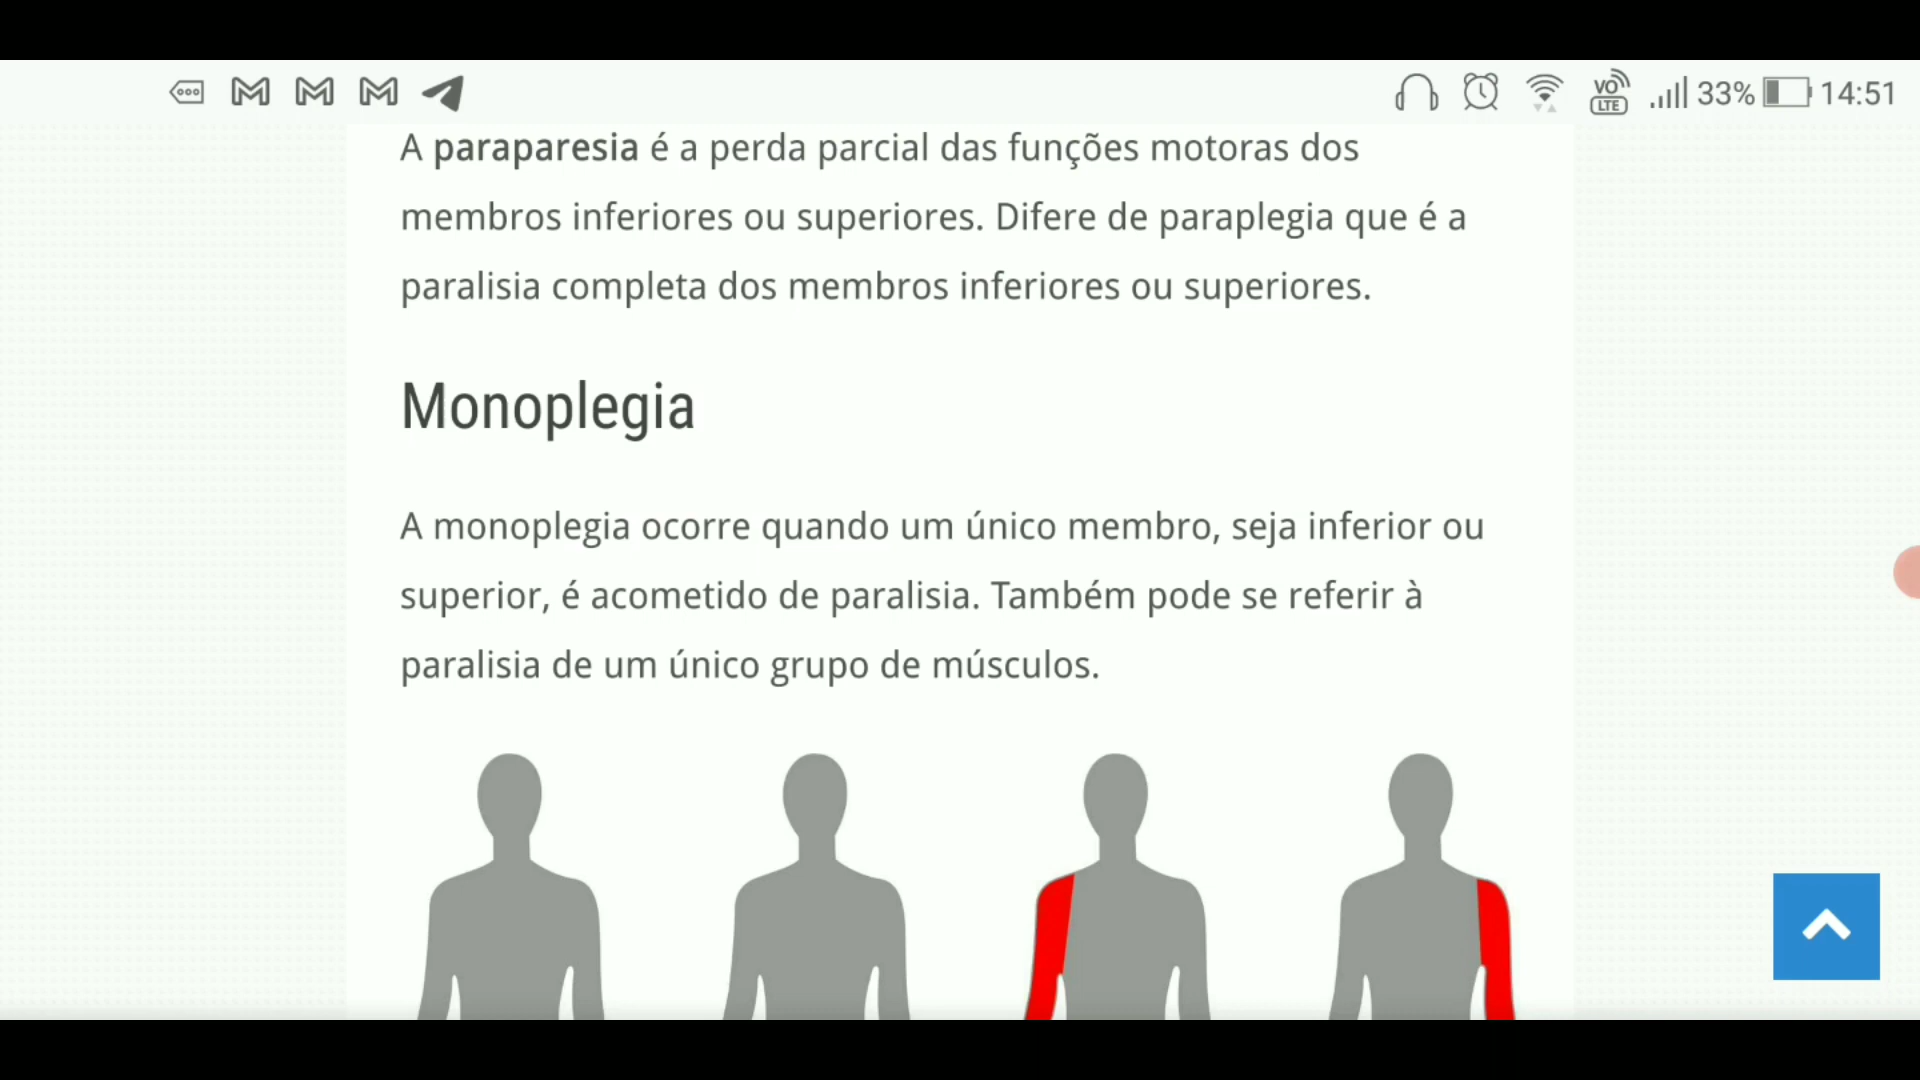 VO LTE 33% 14:51
A paraparesia é a perda parcial das funções motoras dos
membros inferiores ou superiores. Difere de paraplegia que é a
paralisia completa dos membros inferiores ou superiores.
Monoplegia
A monoplegia ocorre quando um único membro, seja inferior ou
superior, é acometido de paralisia. Também pode se referir à
paralisia de um único grupo de músculos.